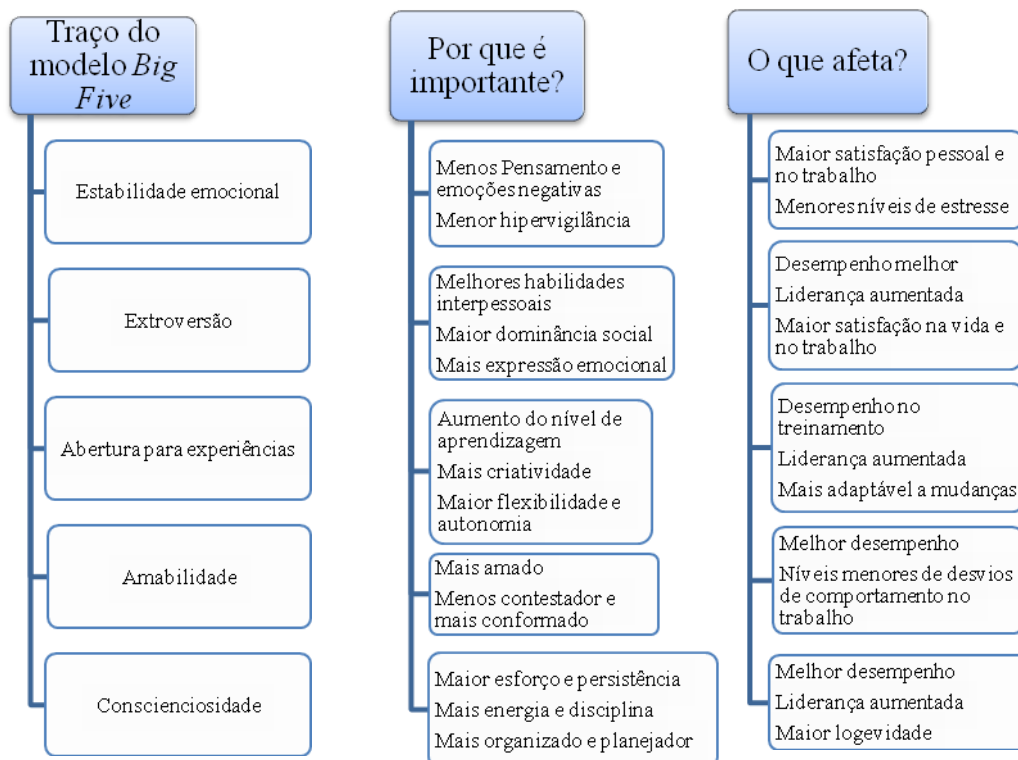 Traço do
modelo Big
Five
Estabilidade emocional
Extroversão
Abertura para experiências
Amabilidade
Conscienciosidade
Por que é
importante?
Menos Pensamento e
emoções negativas
Menor hipervigilância
Melhores habilidades
interpessoais
Maior dominância social
Mais expressão emocional
Aumento do nível de
aprendizagem
Mais criatividade
Maior flexibilidade e
autonomia
Mais amado
Menos contestador e
mais conformado
Maior esforço e persistência
Mais energia e disciplina
Mais organizado e planejador
O que afeta?
Maior satisfação pessoal e
no trabalho
Menores níveis de estresse
Desempenho melhor
Liderança aumentada
Maior satisfação na vida e
no trabalho
Desempenho no
treinamento
Liderança aumentada
Mais adaptável a mudanças
Melhor desempenho
Níveis menores de desvios
de comportamento no
trabalho
Melhor desempenho
Liderança aumentada
Maior logevidade